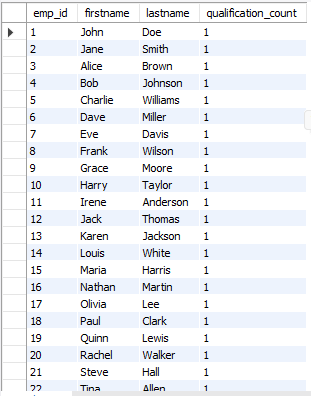 emp_id firstname lastname qualification_count
1 John Doe 1
2 Jane Smith 1
3 Alice Brown 1
4 Bob Johnson 1
5 Charlie Williams 1
6 Dave Miller 1
7 Eve Davis 1
8 Frank Wilson 1
9 Grace Moore 1
10 Harry Taylor 1
11 Irene Anderson 1
12 Jack Thomas 1
13 Karen Jackson 1
14 Louis White 1
15 Maria Harris 1
16 Nathan Martin 1
17 Olivia Lee 1
18 Paul Clark 1
19 Quinn Lewis 1
20 Rachel Walker 1
21 Steve Hall 1
22 Tina Allen 1